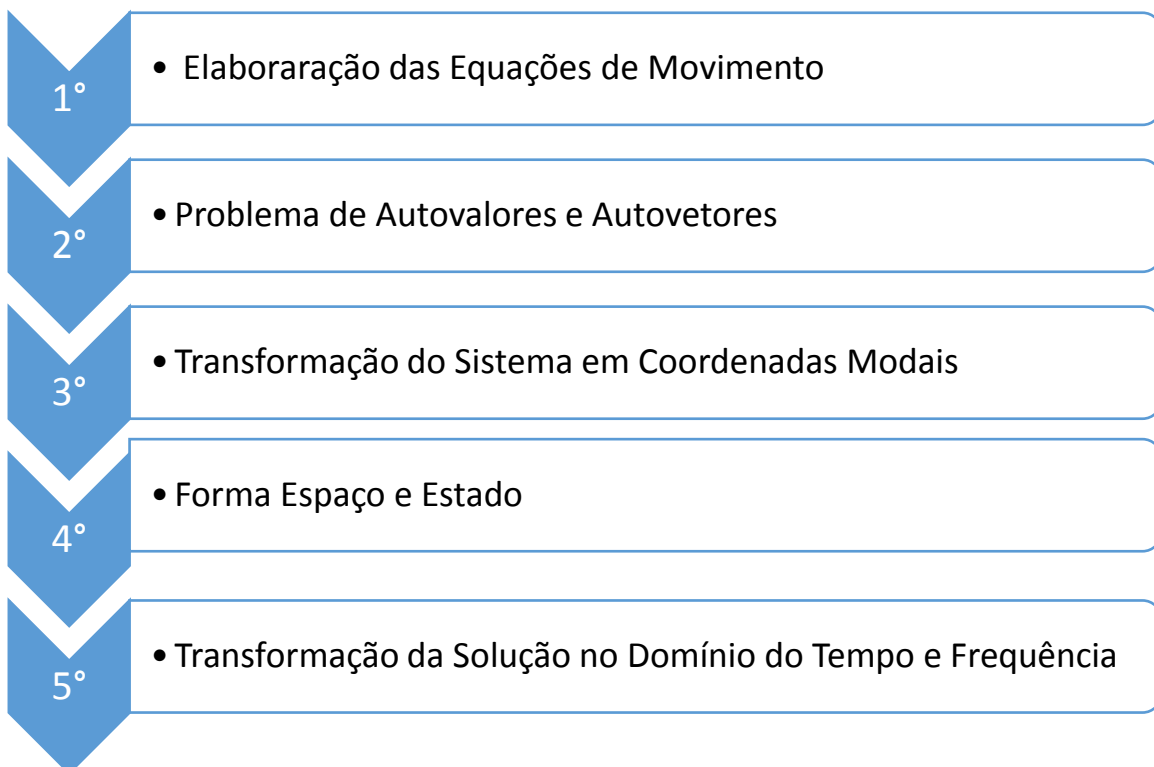 1°
• Elaboraração das Equações de Movimento
2°
• Problema de Autovalores e Autovetores
3°
• Transformação do Sistema em Coordenadas Modais
4°
• Forma Espaço e Estado
5°
• Transformação da Solução no Domínio do Tempo e Frequência